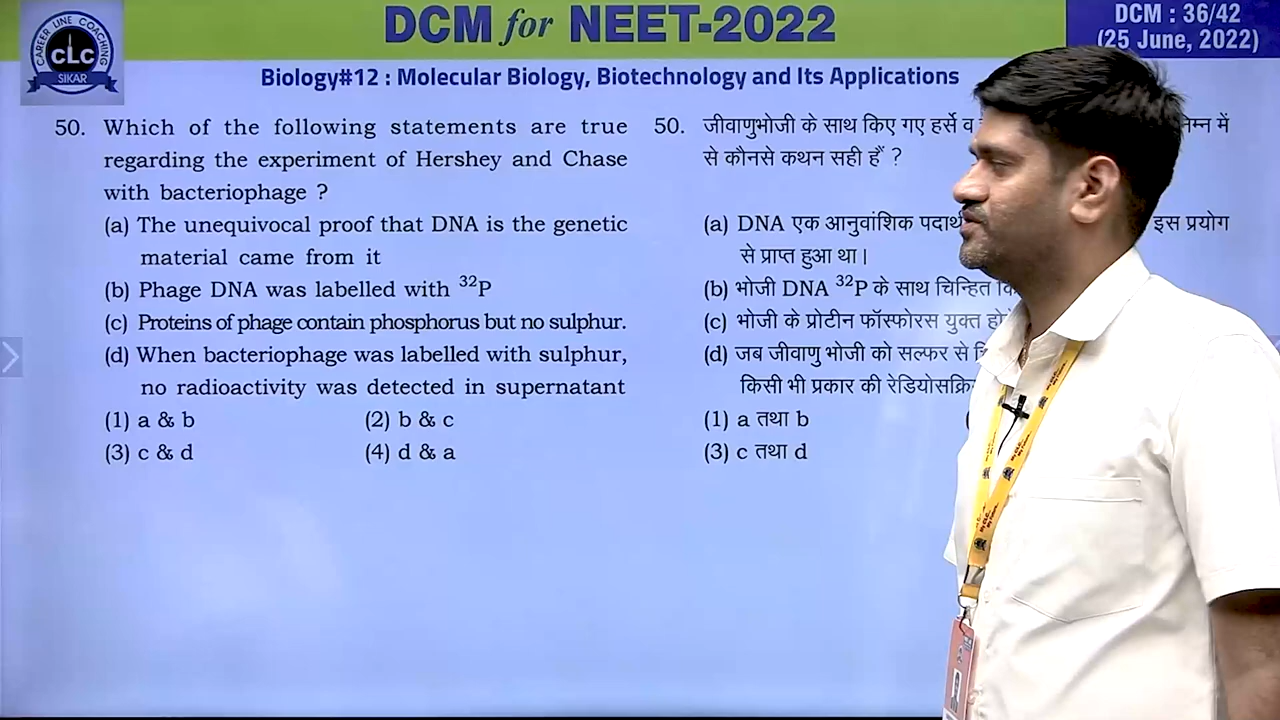 DCM for NEET-2022
DCM : 36/42
(25 June, 2022)
CAREER LINE COACHING
CLC
SIKAR
Biology#12 : Molecular Biology, Biotechnology and Its Applications
50. Which of the following statements are true
regarding the experiment of Hershey and Chase
with bacteriophage ?
(a) The unequivocal proof that DNA is the genetic
material came from it
(b) Phage DNA was labelled with ³²P
(c) Proteins of phage contain phosphorus but no sulphur.
(d) When bacteriophage was labelled with sulphur,
no radioactivity was detected in supernatant
(1) a & b (2) b & c
(3) c & d (4) d & a
50. जीवाणुभोजी के साथ किए गए हर्से व निम्न में
से कौनसे कथन सही हैं ?
(a) DNA एक आनुवांशिक इस प्रयोग
से प्राप्त हुआ था।
(b) भोजी DNA ³²P के साथ चिन्हित
(c) भोजी के प्रोटीन फॉस्फोरस युक्त
(d) जब जीवाणु भोजी को सल्फर से
किसी भी प्रकार की
(1) a तथा b
(3) c तथा d